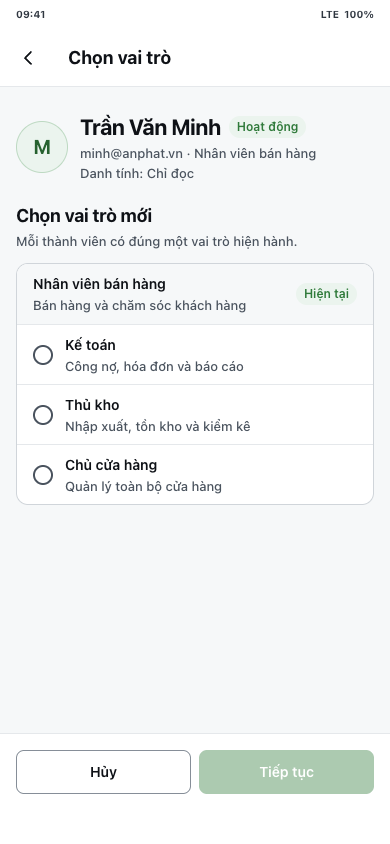 09:41
LTE 100%
Chọn vai trò
M
Trần Văn Minh
Hoạt động
minh@anphat.vn · Nhân viên bán hàng
Danh tính: Chỉ đọc
Chọn vai trò mới
Mỗi thành viên có đúng một vai trò hiện hành.
Nhân viên bán hàng
Bán hàng và chăm sóc khách hàng
Hiện tại
Kế toán
Công nợ, hóa đơn và báo cáo
Thủ kho
Nhập xuất, tồn kho và kiểm kê
Chủ cửa hàng
Quản lý toàn bộ cửa hàng
Hủy
Tiếp tục